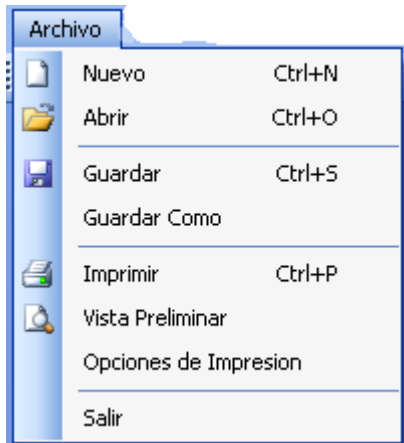 Archivo
Nuevo Ctrl+N
Abrir Ctrl+O
Guardar Ctrl+S
Guardar Como
Imprimir Ctrl+P
Vista Preliminar
Opciones de Impresion
Salir